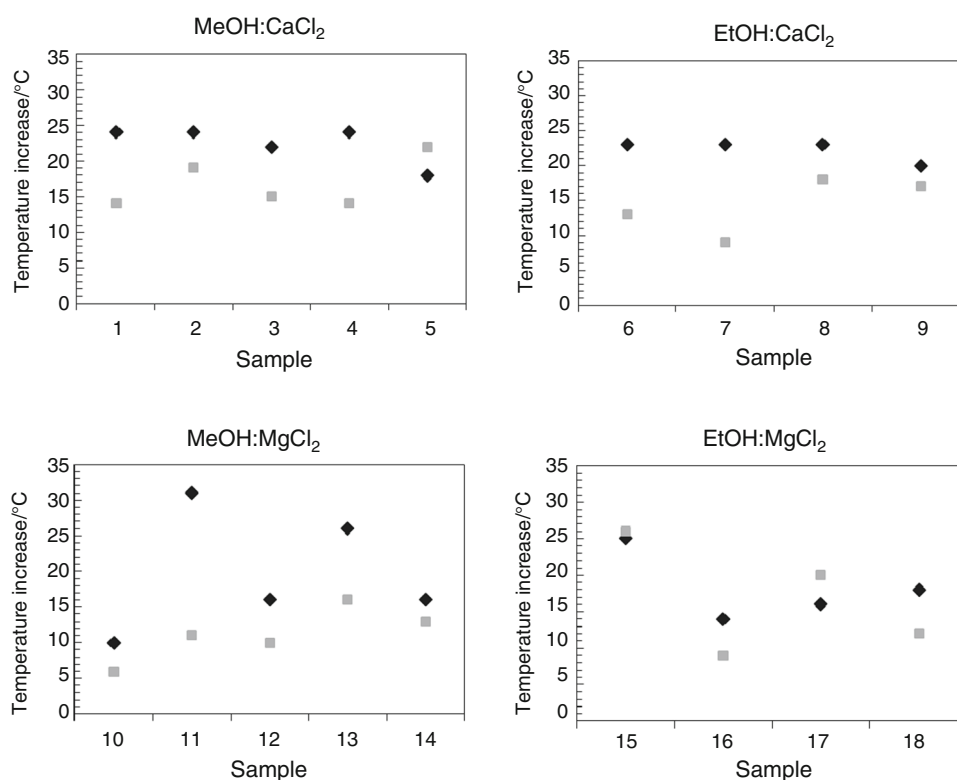 MeOH:CaCl₂
Temperature increase/°C
35
30
25
20
15
10
5
0
1 2 3 4 5
Sample
EtOH:CaCl₂
Temperature increase/°C
35
30
25
20
15
10
5
0
6 7 8 9
Sample
MeOH:MgCl₂
Temperature increase/°C
35
30
25
20
15
10
5
0
10 11 12 13 14
Sample
EtOH:MgCl₂
Temperature increase/°C
35
30
25
20
15
10
5
0
15 16 17 18
Sample